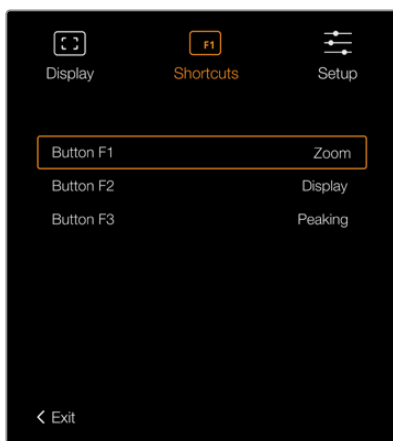 F1
Display Shortcuts Setup
Button F1 Zoom
Button F2 Display
Button F3 Peaking
Exit